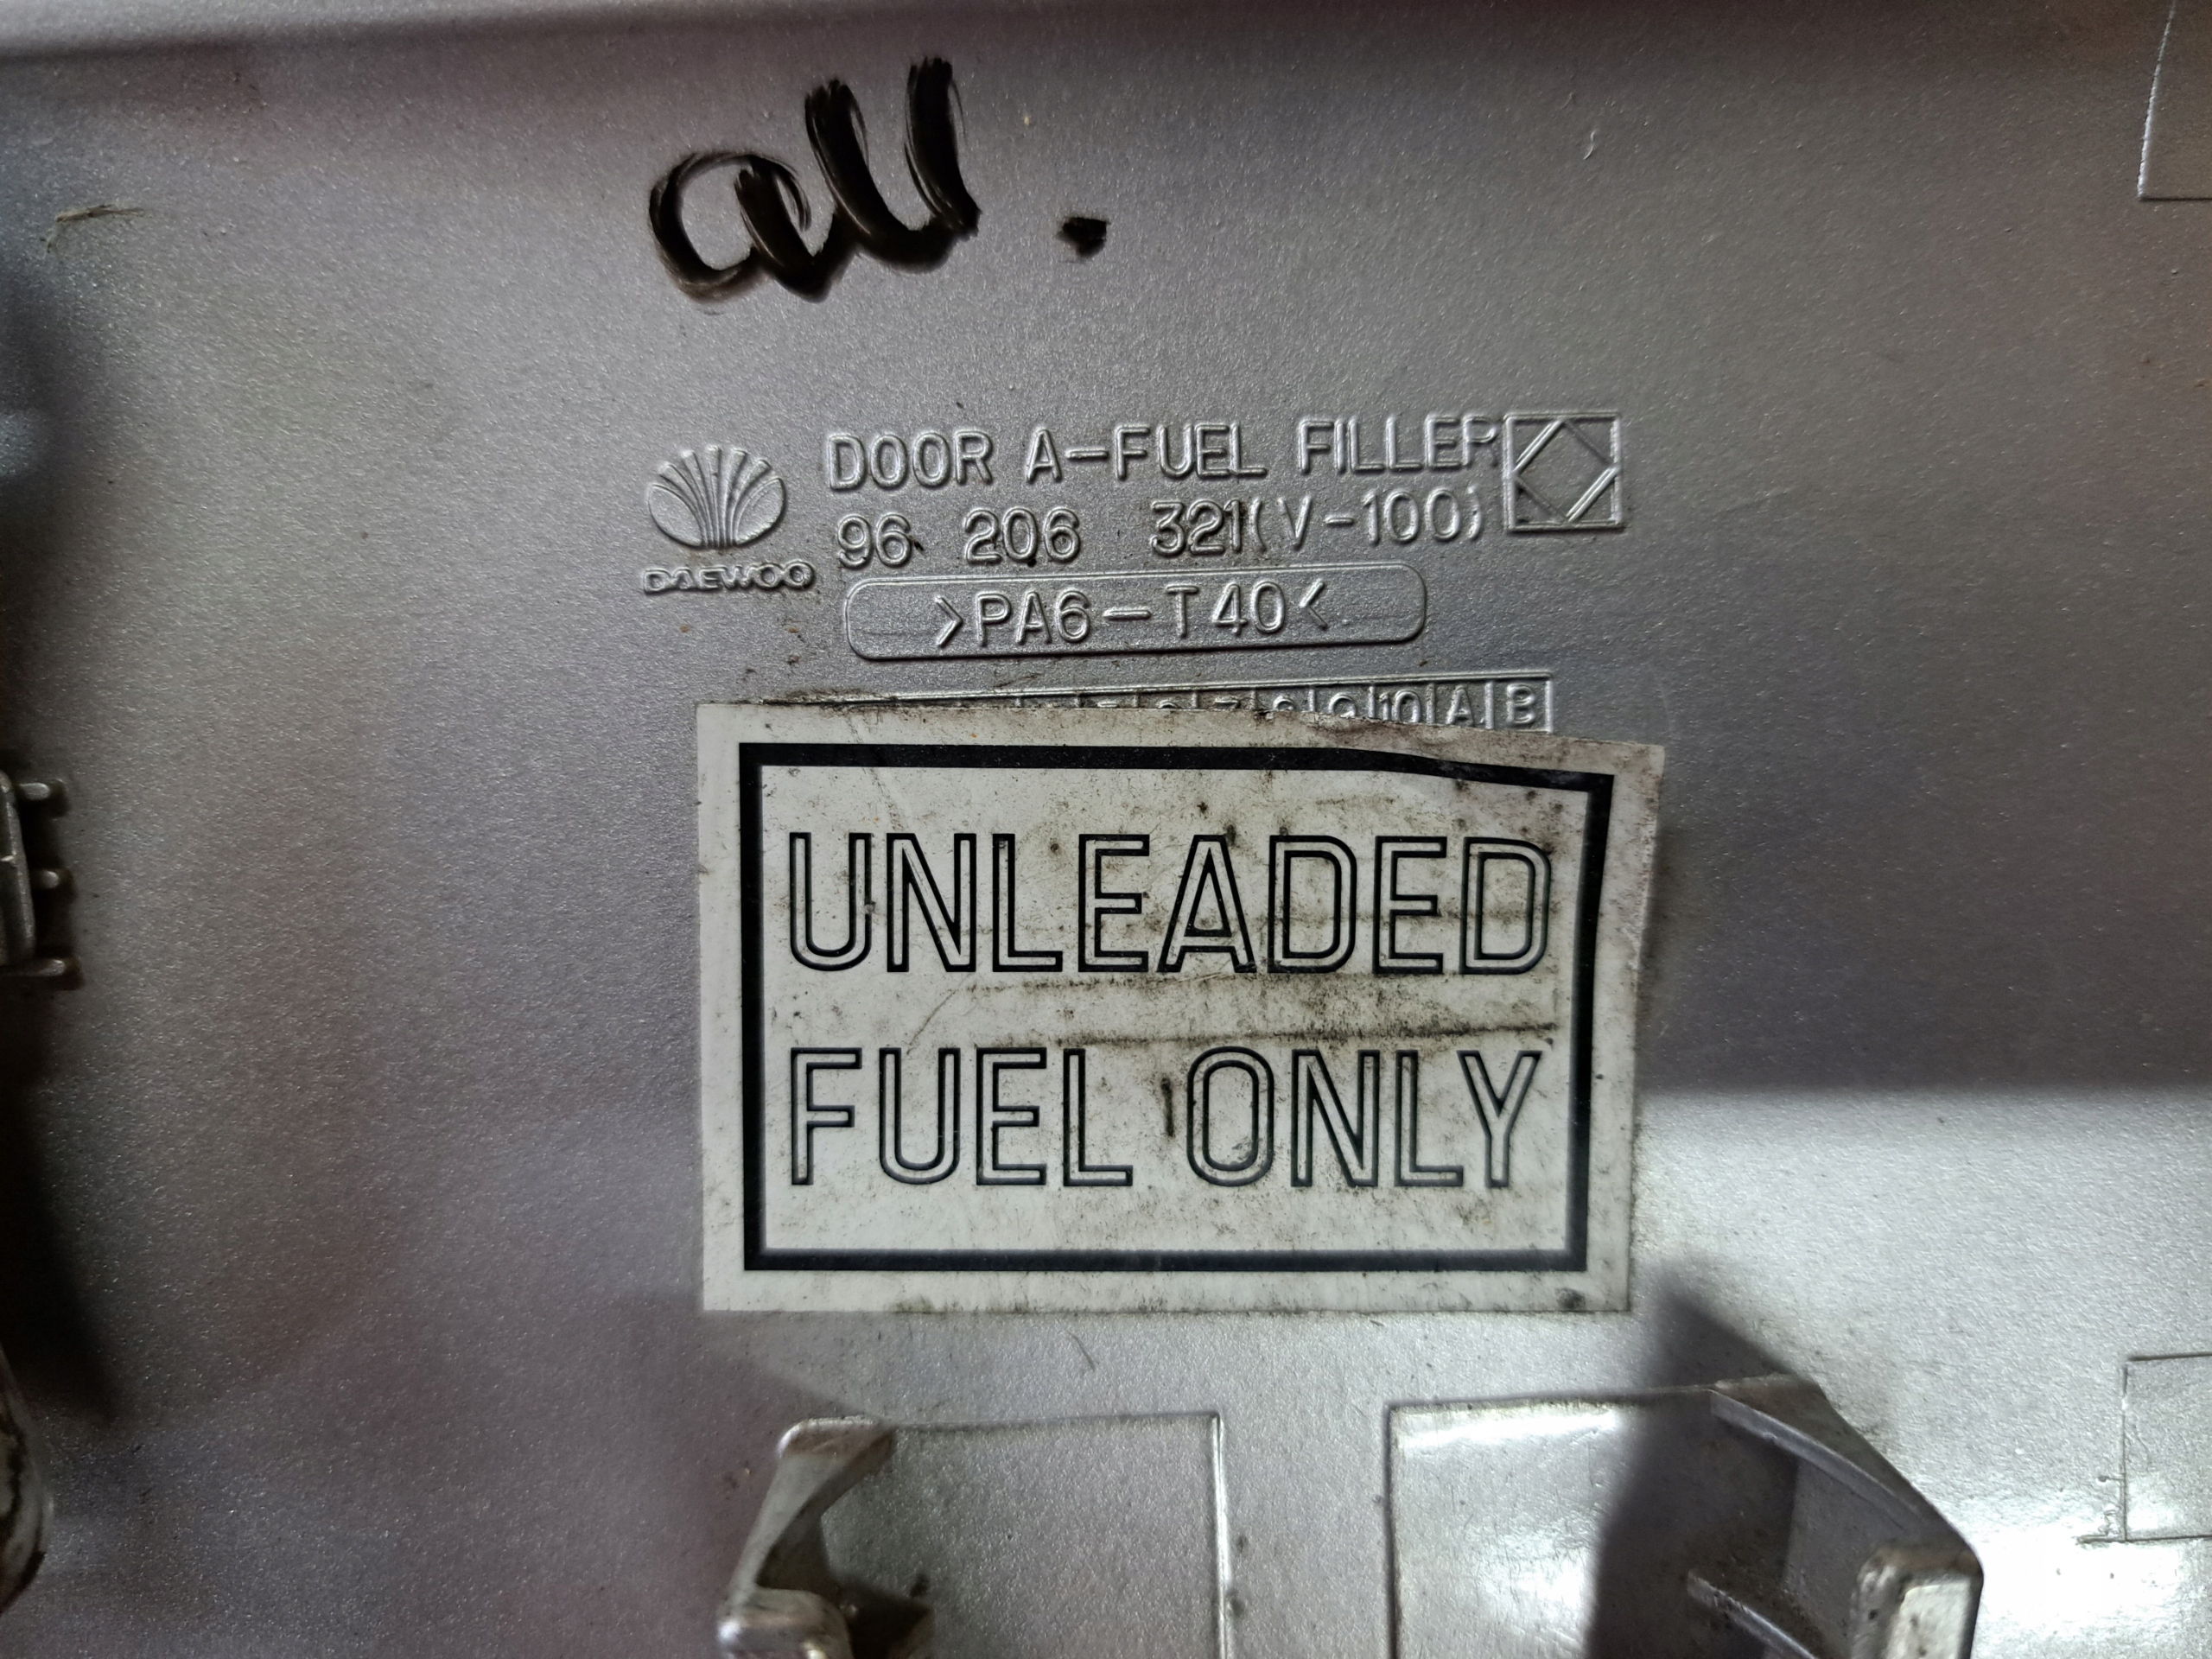 all.
DOOR A-FUEL FILLER
96 206 321(V-100)
DAEWOO
>PA6-T40<
10 A B
UNLEADED
FUEL ONLY